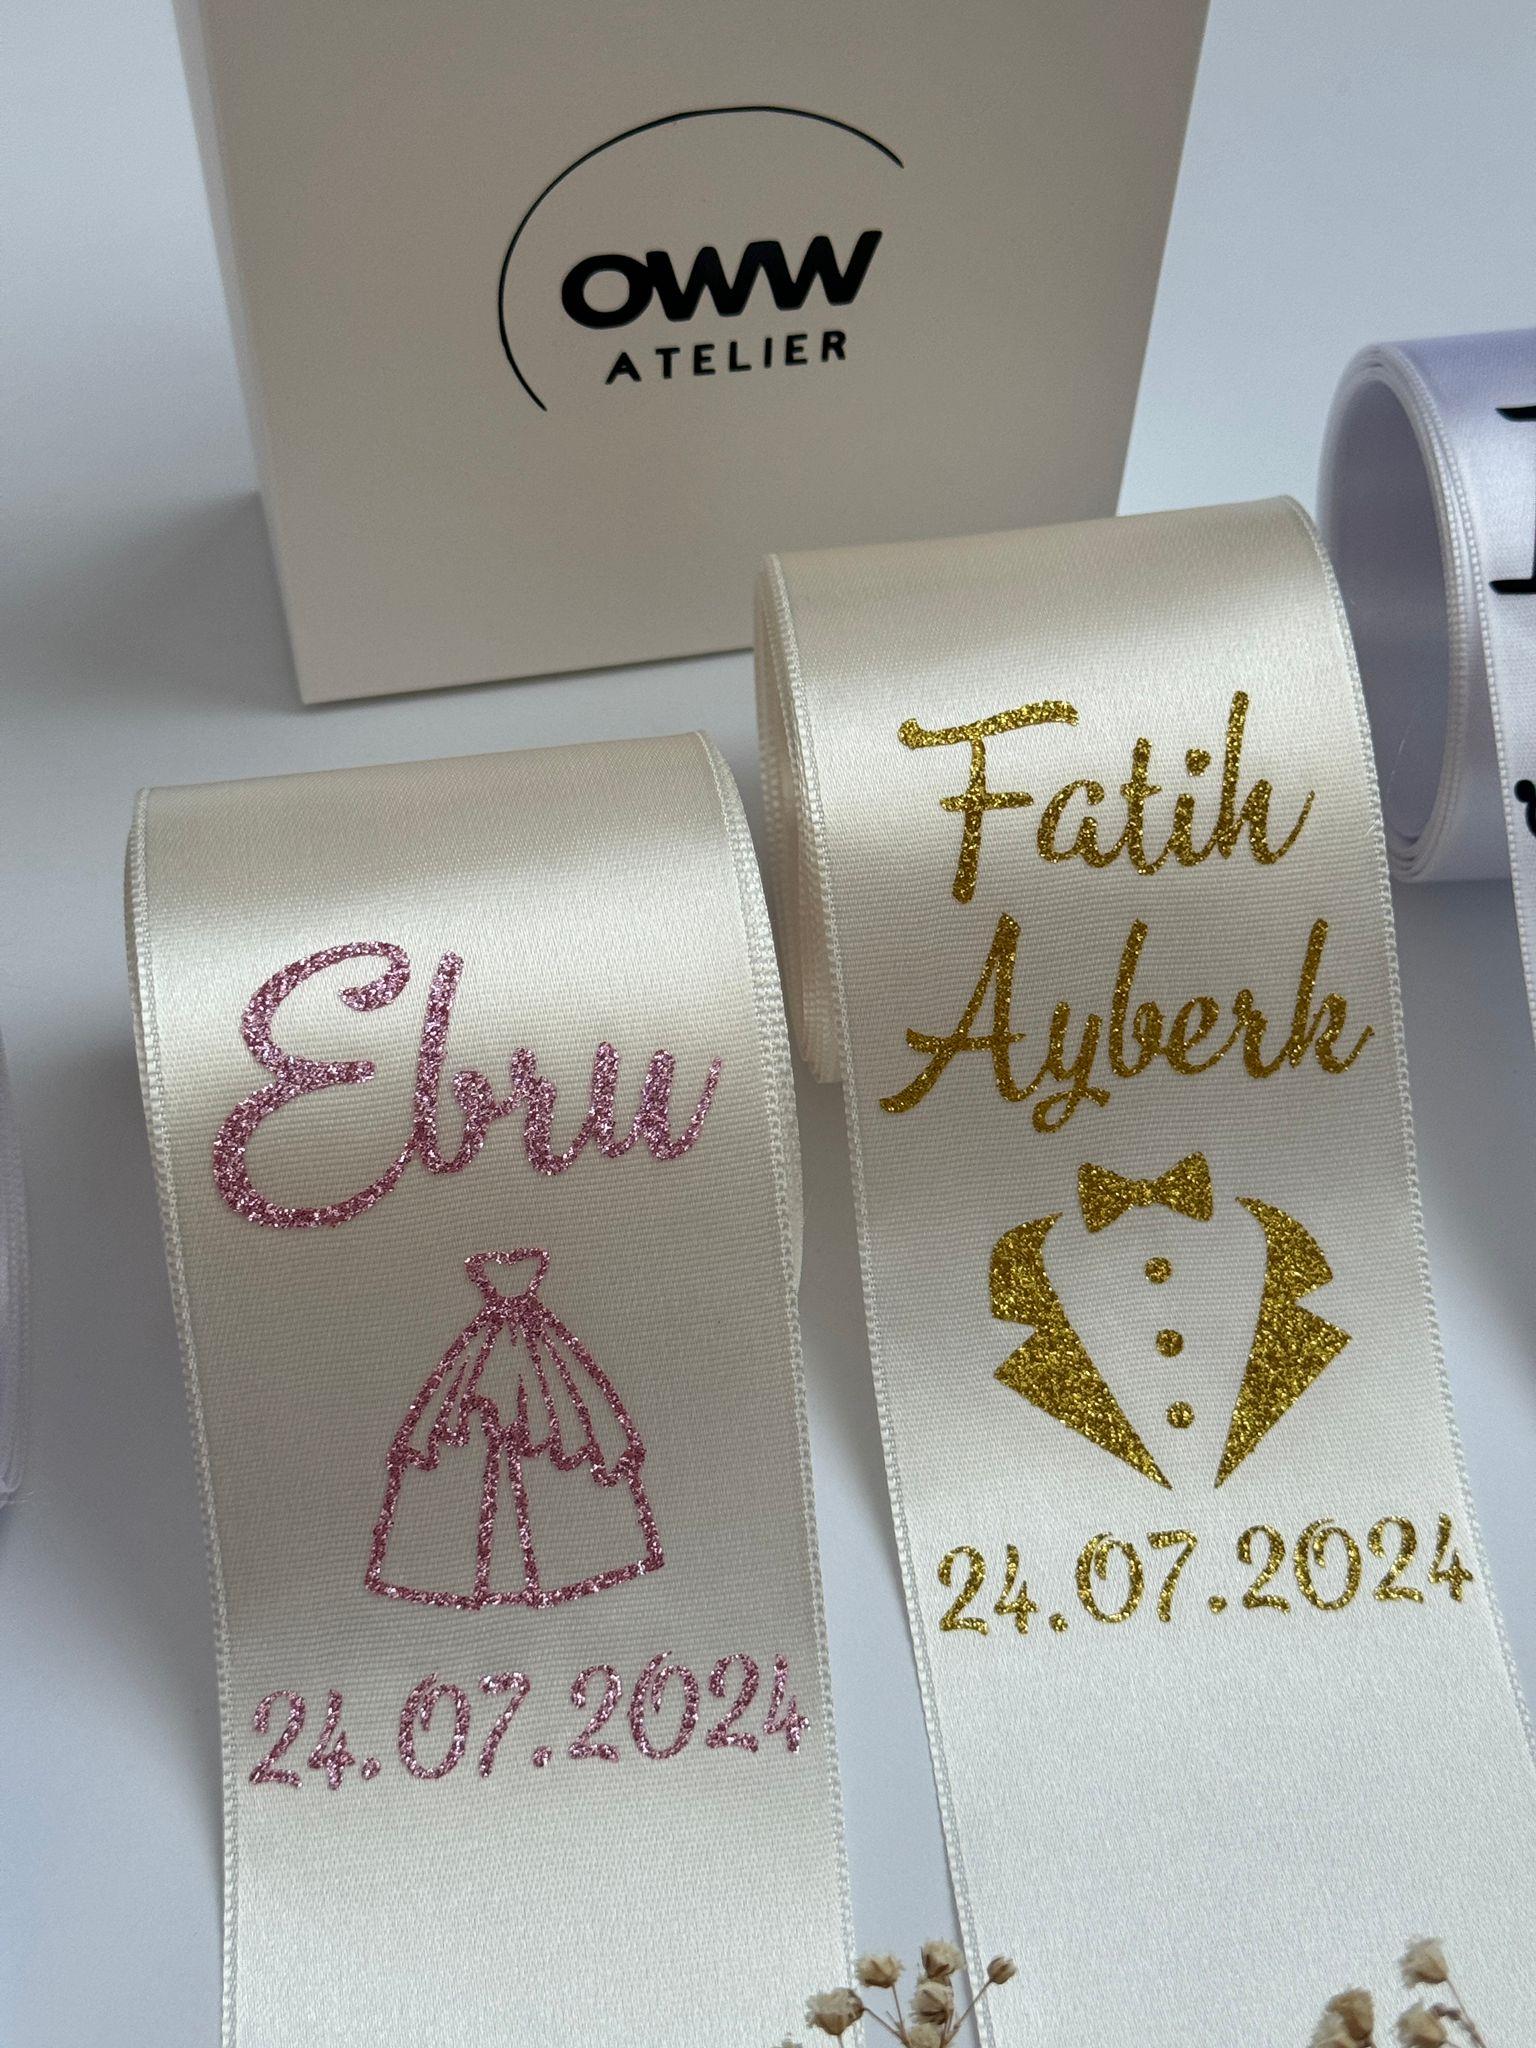 OWW
ATELIER
Ebru
24.07.2024
Fatih
Ayberk
24.07.2024